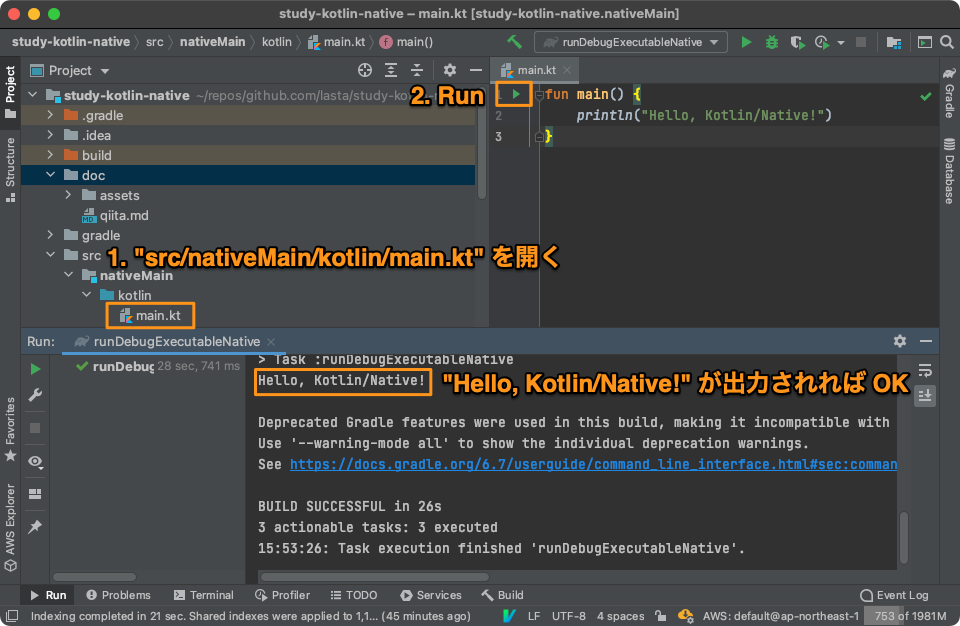 study-kotlin-native – main.kt [study-kotlin-native.nativeMain]
study-kotlin-native › src › nativeMain › kotlin › main.kt › main()
runDebugExecutableNative
Project
main.kt
study-kotlin-native ~/repos/github.com/lasta/study-ko
2. Run
.gradle
.idea
build
doc
assets
qiita.md
gradle
src
1. "src/nativeMain/kotlin/main.kt" を開く
nativeMain
kotlin
main.kt
1 fun main() {
2 println("Hello, Kotlin/Native!")
3 }
Project
Structure
Favorites
AWS Explorer
Gradle
Database
Run: runDebugExecutableNative
runDebug 28 sec, 741 ms
> Task :runDebugExecutableNative
Hello, Kotlin/Native!
"Hello, Kotlin/Native!" が出力されれば OK
Deprecated Gradle features were used in this build, making it incompatible with
Use '--warning-mode all' to show the individual deprecation warnings.
See https://docs.gradle.org/6.7/userguide/command_line_interface.html#sec:comman
BUILD SUCCESSFUL in 26s
3 actionable tasks: 3 executed
15:53:26: Task execution finished 'runDebugExecutableNative'.
Run Problems Terminal Profiler TODO Services Build Event Log
Indexing completed in 21 sec. Shared indexes were applied to 1,1... (45 minutes ago) LF UTF-8 4 spaces AWS: default@ap-northeast-1 753 of 1981M